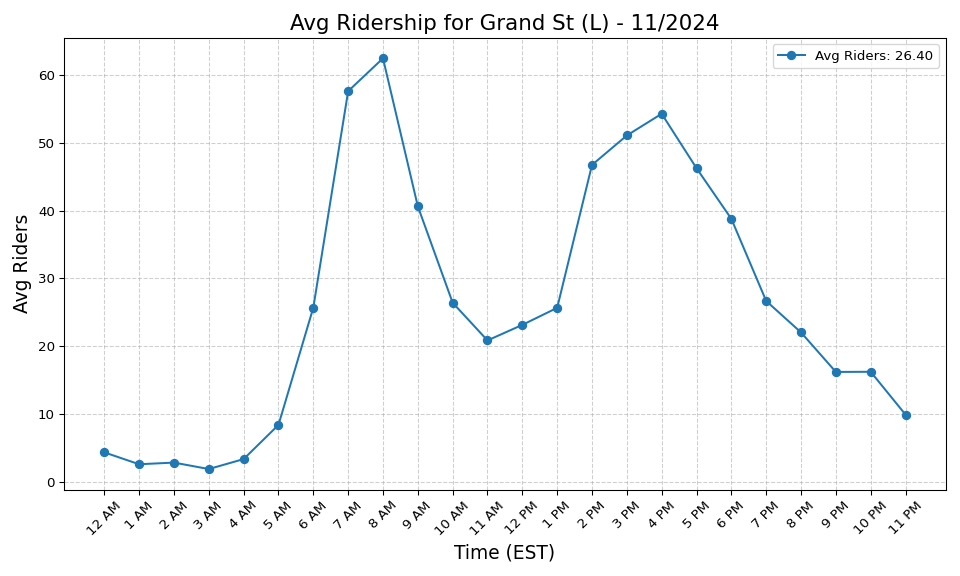 Avg Ridership for Grand St (L) - 11/2024
Avg Riders: 26.40
Avg Riders
60
50
40
30
20
10
0
12 AM
1 AM
2 AM
3 AM
4 AM
5 AM
6 AM
7 AM
8 AM
9 AM
10 AM
11 AM
12 PM
1 PM
2 PM
3 PM
4 PM
5 PM
6 PM
7 PM
8 PM
9 PM
10 PM
11 PM
Time (EST)